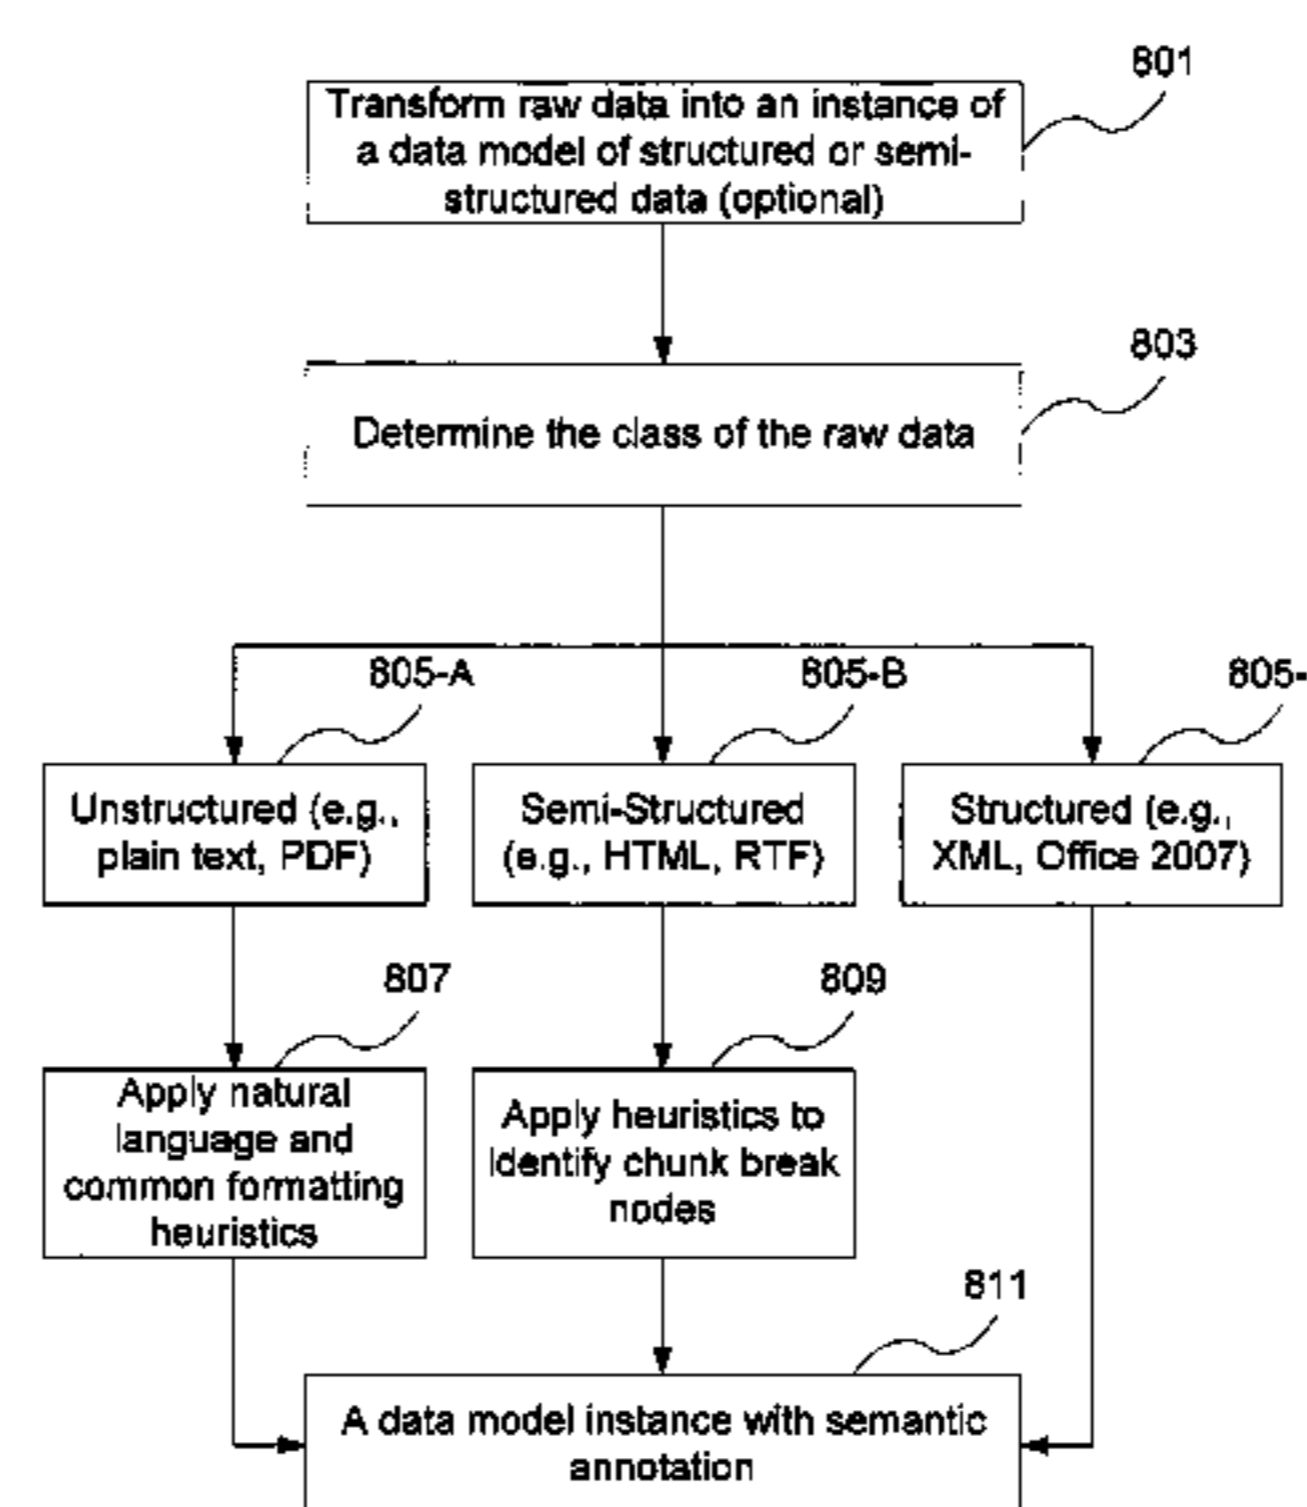 801
Transform raw data into an instance of
a data model of structured or semi-
structured data (optional)
803
Determine the class of the raw data
805-A
805-B
805-
Unstructured (e.g.,
plain text, PDF)
Semi-Structured
(e.g., HTML, RTF)
Structured (e.g.,
XML, Office 2007)
807
809
Apply natural
language and
common formatting
heuristics
Apply heuristics to
identify chunk break
nodes
811
A data model instance with semantic
annotation